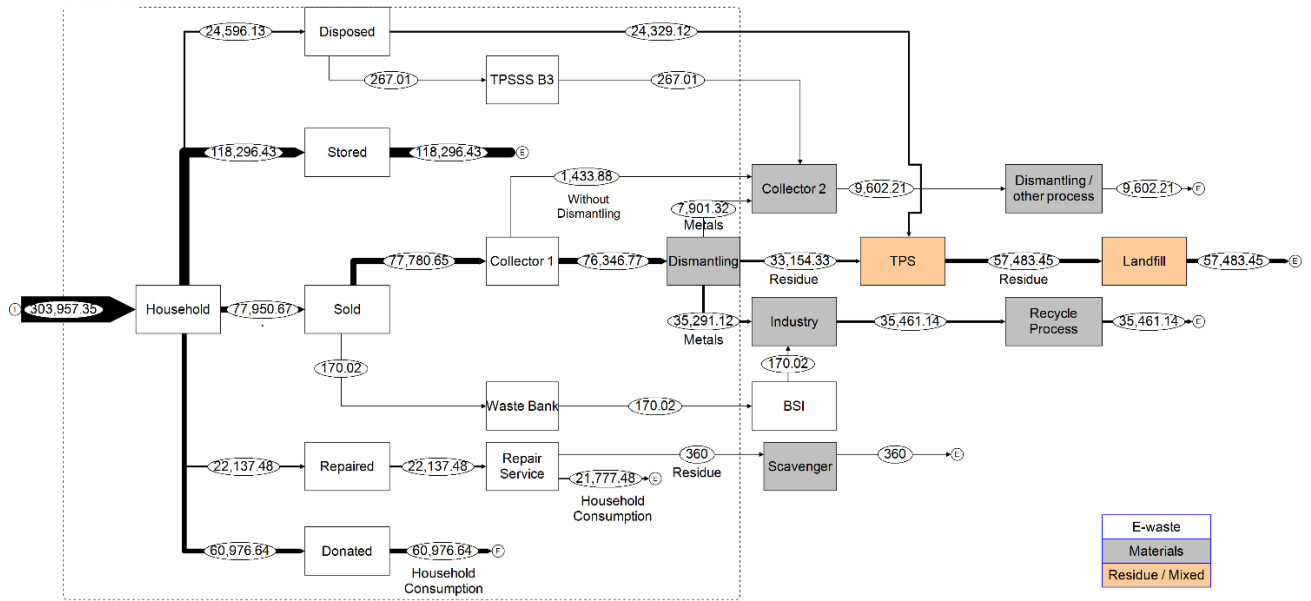 24,596.13
Disposed
24,329.12
267.01
TPSSS B3
267.01
118,296.43
Stored
118,296.43
E
1,433.88
Without
Dismantling
Collector 2
9,602.21
Dismantling /
other process
9,602.21
E
7,901.32
Metals
77,780.65
Collector 1
76,346.77
Dismantling
33,154.33
Residue
TPS
57,483.45
Residue
Landfill
57,483.45
E
I
303,957.35
Household
77,950.67
Sold
35,291.12
Metals
Industry
35,461.14
Recycle
Process
35,461.14
E
170.02
170.02
Waste Bank
170.02
BSI
22,137.48
Repaired
22,137.48
Repair
Service
360
Residue
Scavenger
360
E
21,777.48
E
Household
Consumption
60,976.64
Donated
60,976.64
E
Household
Consumption
E-waste
Materials
Residue / Mixed